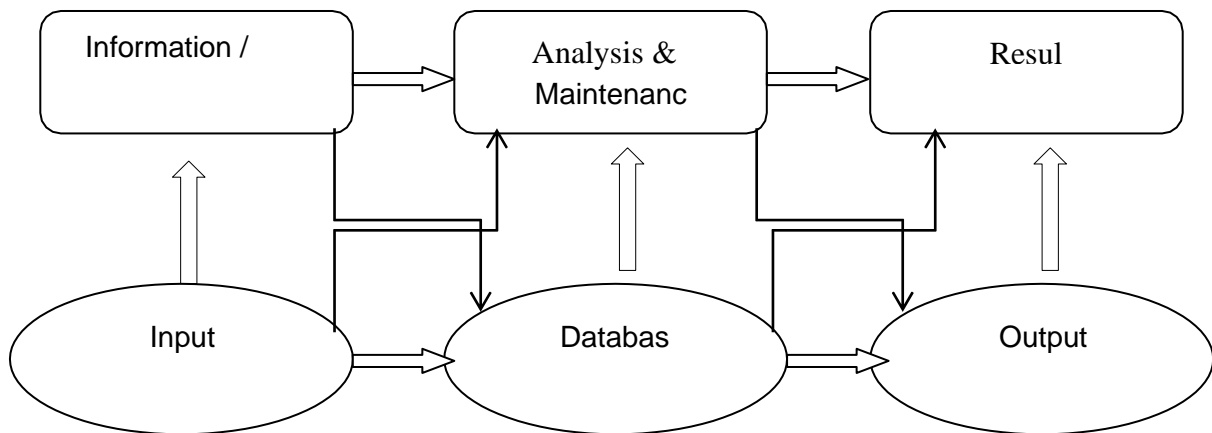 Information /
Analysis &
Maintenanc
Resul
Input
Databas
Output